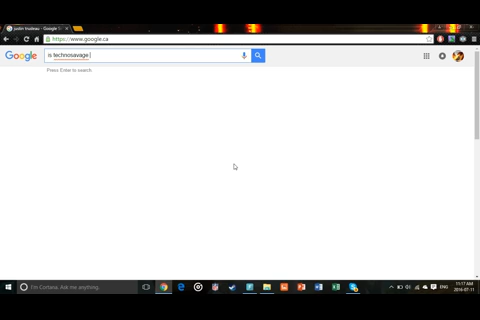 justin trudeau - Google S
https://www.google.ca
Google
is technosavage
Press Enter to search.
I'm Cortana. Ask me anything.
ENG
11:17 AM
2016-07-11